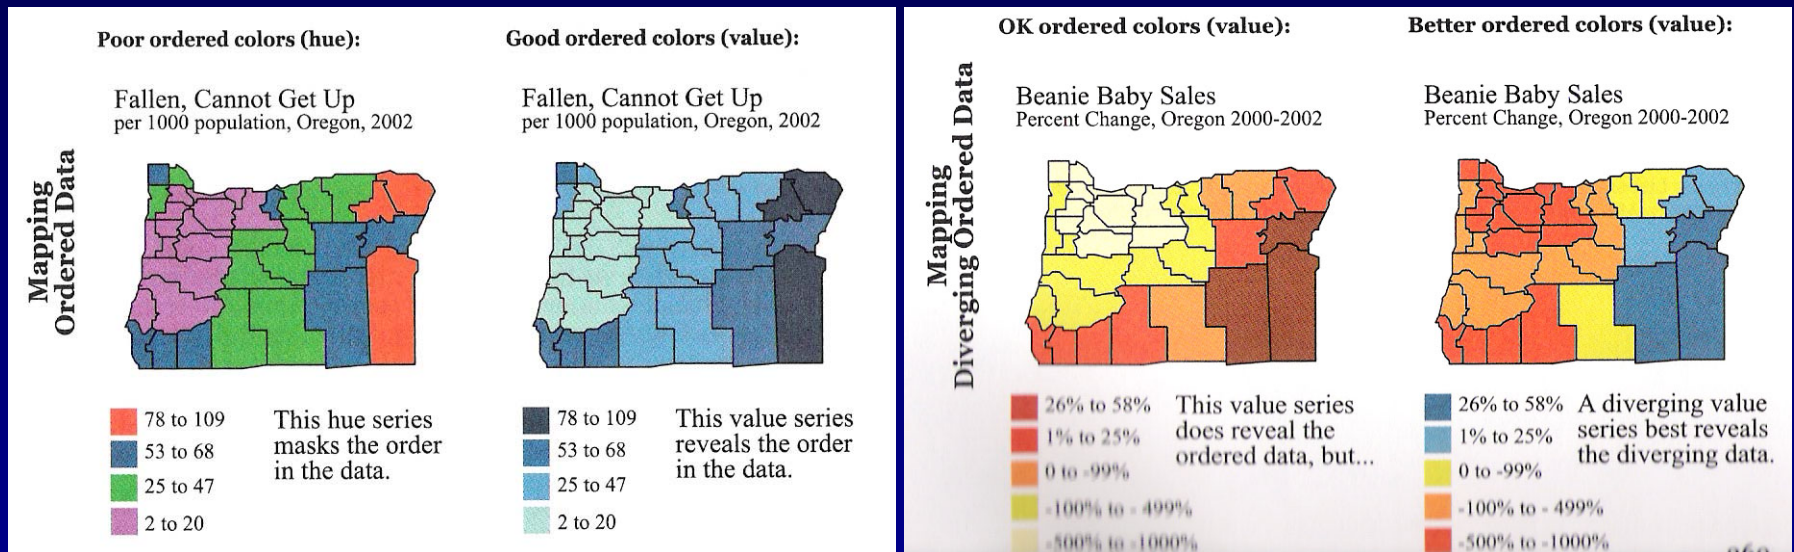 Poor ordered colors (hue):
Fallen, Cannot Get Up
per 1000 population, Oregon, 2002
Mapping
Ordered Data
78 to 109
53 to 68
25 to 47
2 to 20
This hue series
masks the order
in the data.
Good ordered colors (value):
Fallen, Cannot Get Up
per 1000 population, Oregon, 2002
78 to 109
53 to 68
25 to 47
2 to 20
This value series
reveals the order
in the data.
OK ordered colors (value):
Beanie Baby Sales
Percent Change, Oregon 2000-2002
Mapping
Diverging Ordered Data
26% to 58%
1% to 25%
0 to -99%
-100% to - 499%
-500% to -1000%
This value series
does reveal the
ordered data, but...
Better ordered colors (value):
Beanie Baby Sales
Percent Change, Oregon 2000-2002
26% to 58%
1% to 25%
0 to -99%
-100% to - 499%
-500% to -1000%
A diverging value
series best reveals
the diverging data.